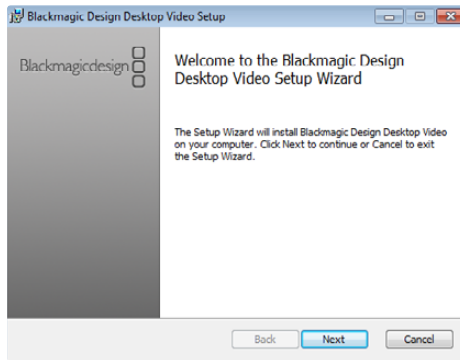 Blackmagic Design Desktop Video Setup
Blackmagicdesign
Welcome to the Blackmagic Design
Desktop Video Setup Wizard
The Setup Wizard will install Blackmagic Design Desktop Video
on your computer. Click Next to continue or Cancel to exit
the Setup Wizard.
Back Next Cancel